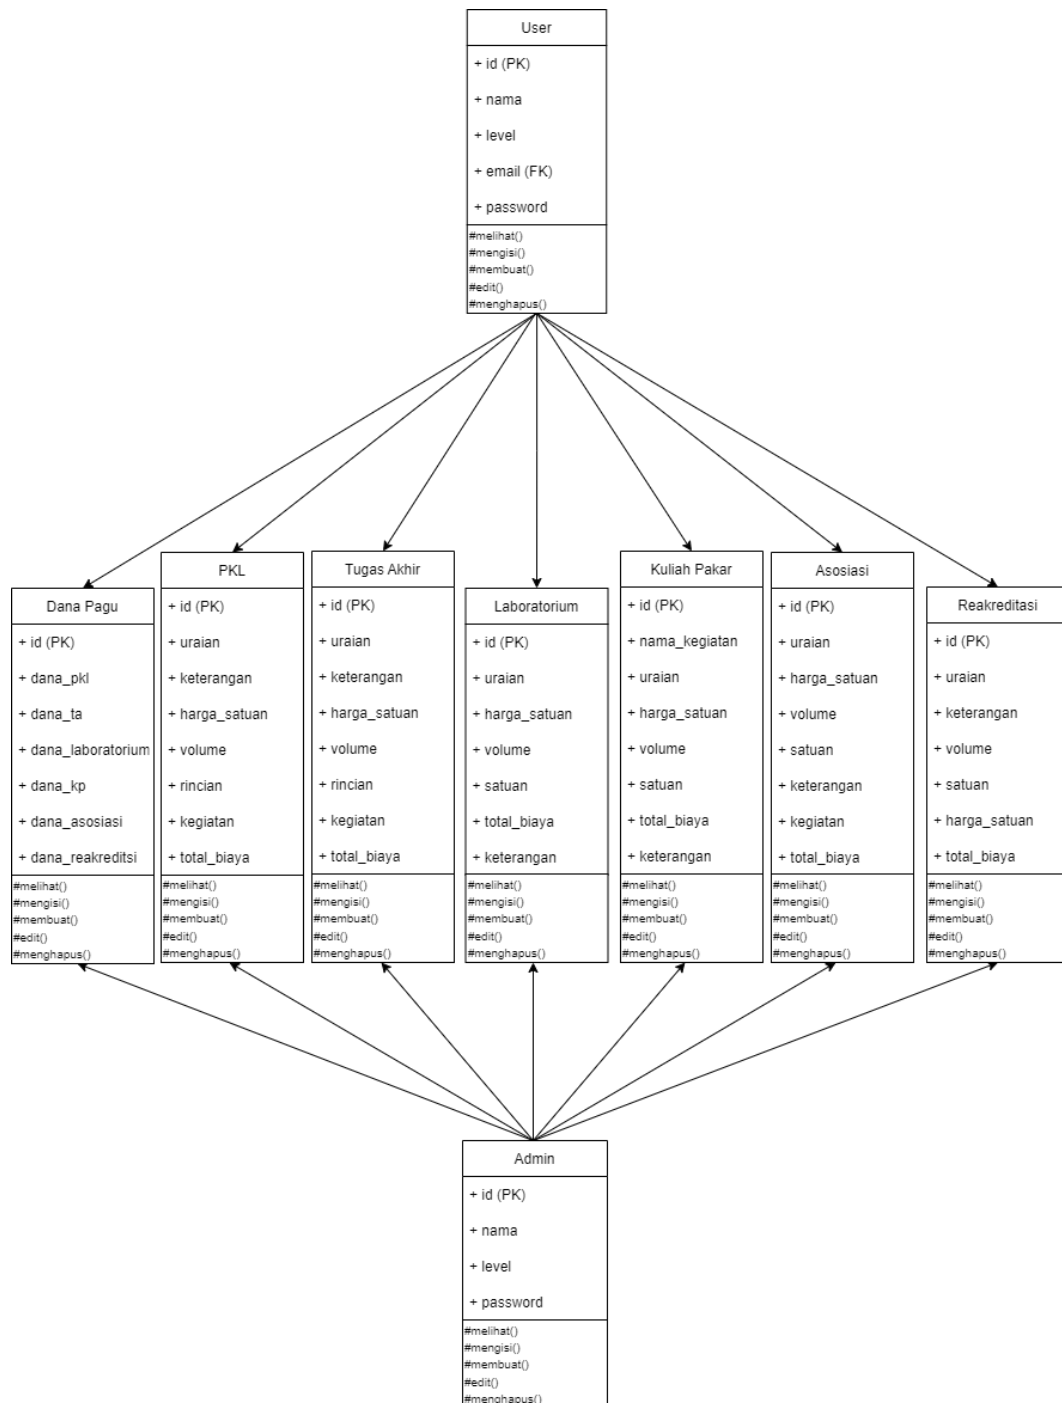 User
+ id (PK)
+ nama
+ level
+ email (FK)
+ password
#melihat()
#mengisi()
#membuat()
#edit()
#menghapus()
Dana Pagu
+ id (PK)
+ dana_pkl
+ dana_ta
+ dana_laboratorium
+ dana_kp
+ dana_asosiasi
+ dana_reakreditsi
#melihat()
#mengisi()
#membuat()
#edit()
#menghapus()
PKL
+ id (PK)
+ uraian
+ keterangan
+ harga_satuan
+ volume
+ rincian
+ kegiatan
+ total_biaya
#melihat()
#mengisi()
#membuat()
#edit()
#menghapus()
Tugas Akhir
+ id (PK)
+ uraian
+ keterangan
+ harga_satuan
+ volume
+ rincian
+ kegiatan
+ total_biaya
#melihat()
#mengisi()
#membuat()
#edit()
#menghapus()
Laboratorium
+ id (PK)
+ uraian
+ harga_satuan
+ volume
+ satuan
+ total_biaya
+ keterangan
#melihat()
#mengisi()
#membuat()
#edit()
#menghapus()
Kuliah Pakar
+ id (PK)
+ nama_kegiatan
+ uraian
+ harga_satuan
+ volume
+ satuan
+ total_biaya
+ keterangan
#melihat()
#mengisi()
#membuat()
#edit()
#menghapus()
Asosiasi
+ id (PK)
+ uraian
+ harga_satuan
+ volume
+ satuan
+ keterangan
+ kegiatan
+ total_biaya
#melihat()
#mengisi()
#membuat()
#edit()
#menghapus()
Reakreditasi
+ id (PK)
+ uraian
+ keterangan
+ volume
+ satuan
+ harga_satuan
+ total_biaya
#melihat()
#mengisi()
#membuat()
#edit()
#menghapus()
Admin
+ id (PK)
+ nama
+ level
+ password
#melihat()
#mengisi()
#membuat()
#edit()
#menghapus()